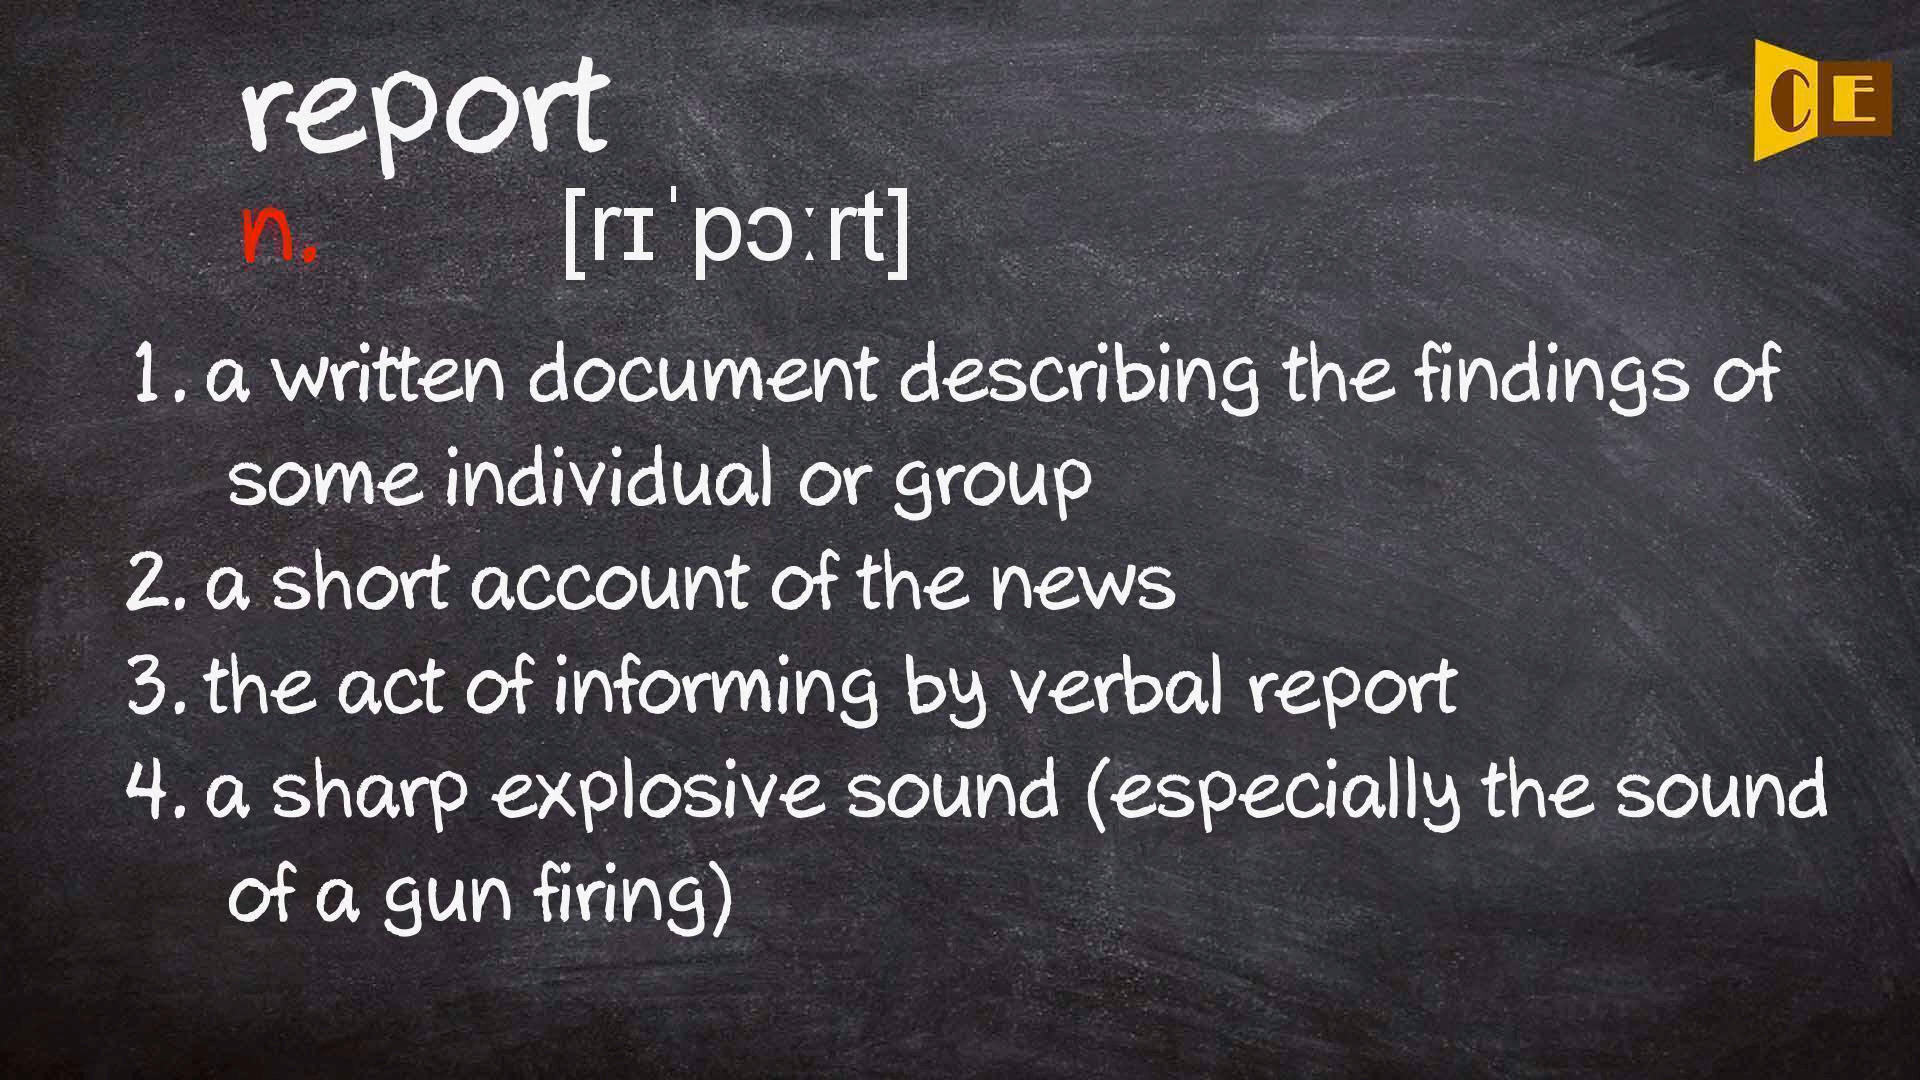 report
CE
n. [rɪˈpɔːrt]
1. a written document describing the findings of
some individual or group
2. a short account of the news
3. the act of informing by verbal report
4. a sharp explosive sound (especially the sound
of a gun firing)